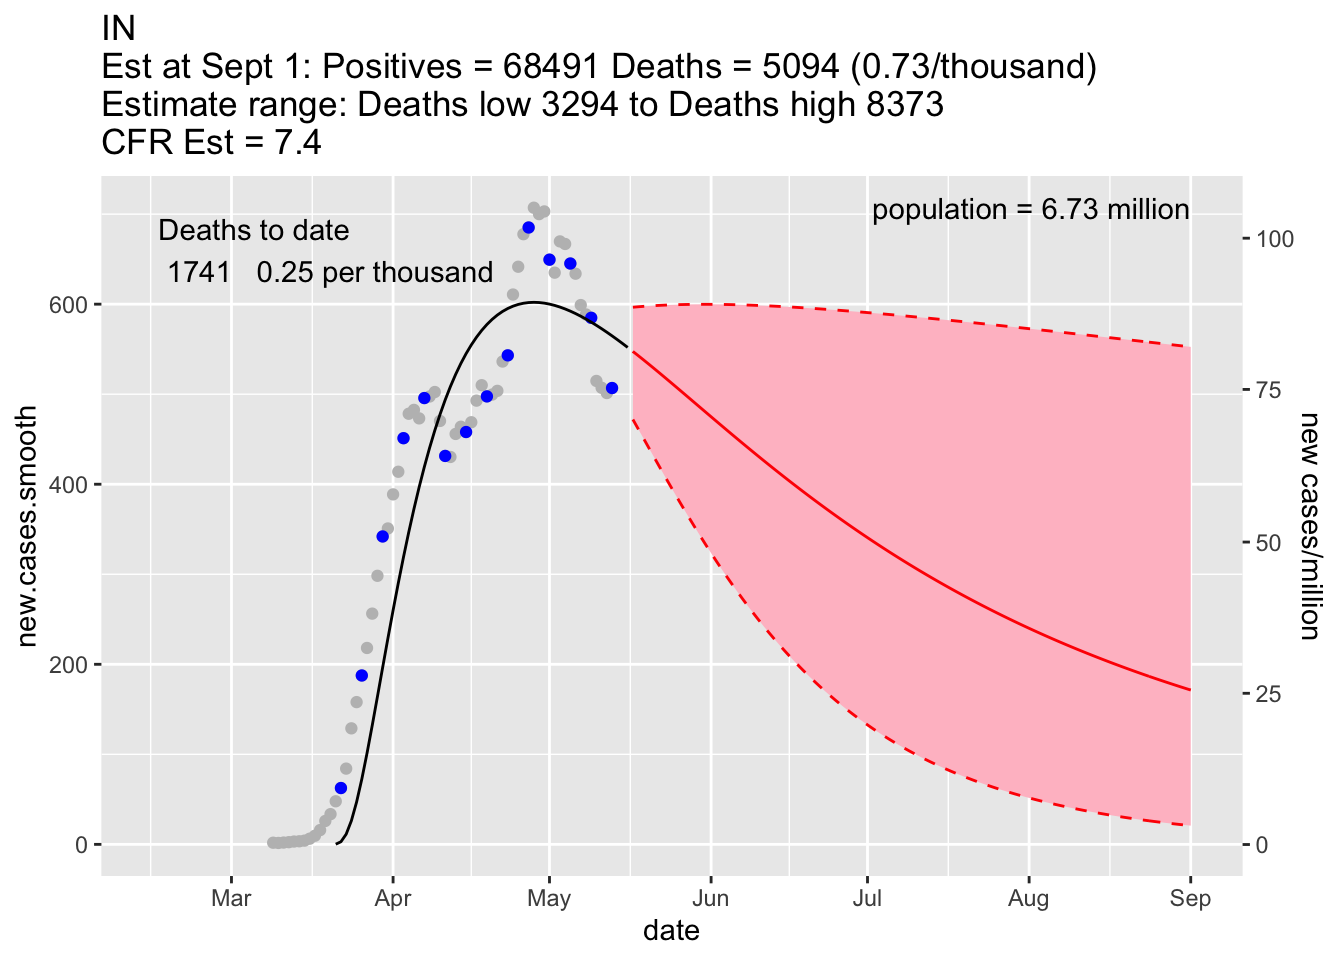 IN
Est at Sept 1: Positives = 68491 Deaths = 5094 (0.73/thousand)
Estimate range: Deaths low 3294 to Deaths high 8373
CFR Est = 7.4
Deaths to date
1741 0.25 per thousand
population = 6.73 million
new.cases.smooth
600
400
200
0
100
75
50
25
0
new cases/million
Mar Apr May Jun Jul Aug Sep
date